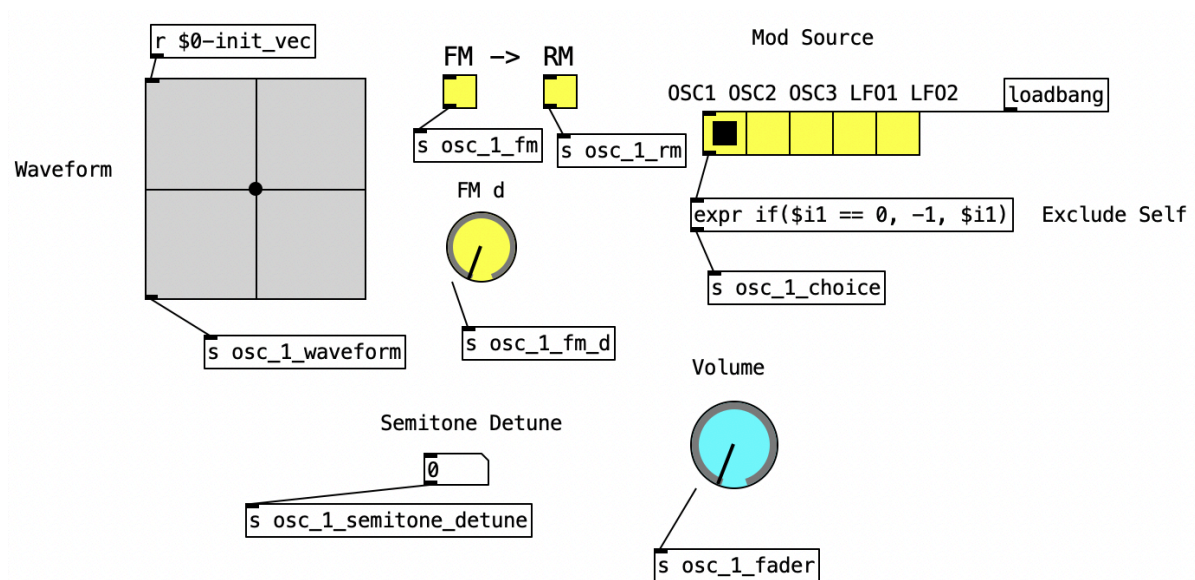 r $0-init_vec
FM -> RM
Mod Source
OSC1 OSC2 OSC3 LFO1 LFO2
loadbang
s osc_1_fm
s osc_1_rm
Waveform
FM d
expr if($i1 == 0, -1, $i1)
Exclude Self
s osc_1_choice
s osc_1_waveform
s osc_1_fm_d
Volume
Semitone Detune
0
s osc_1_semitone_detune
s osc_1_fader